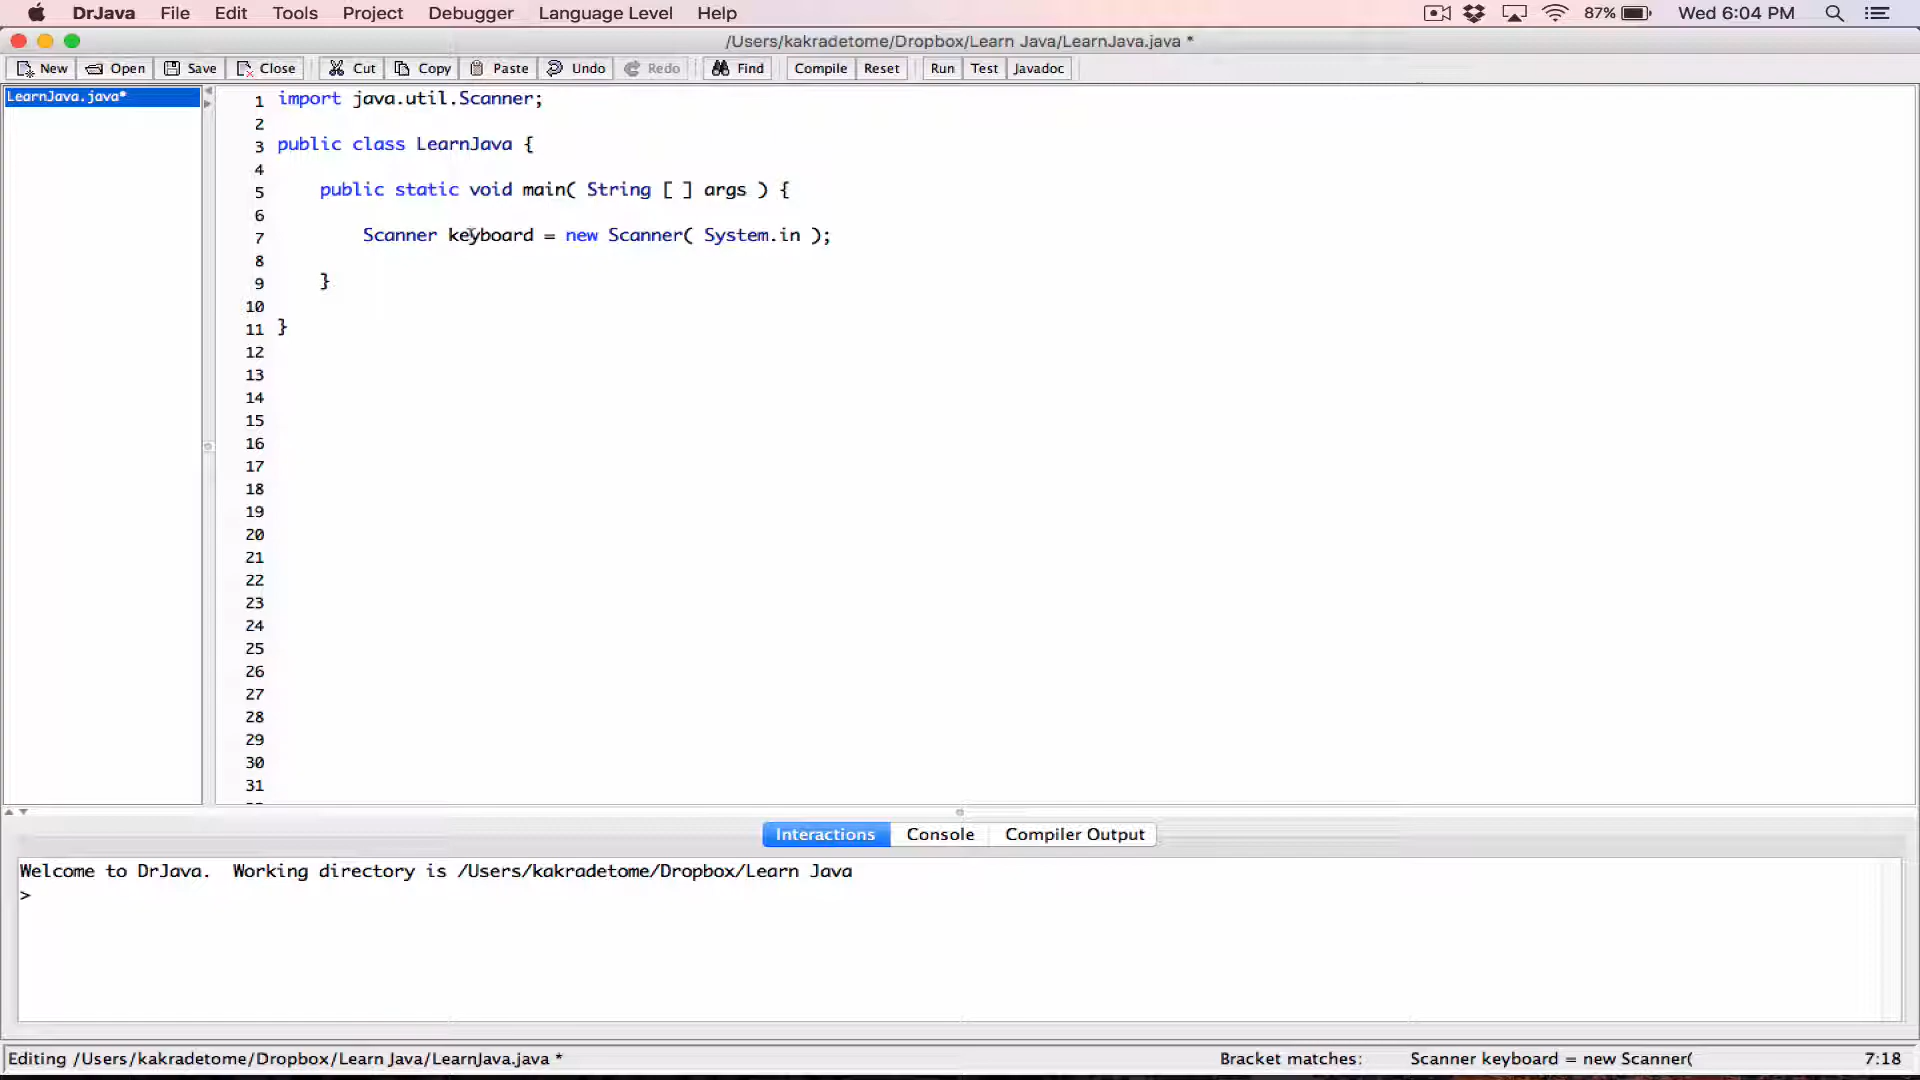 DrJava File Edit Tools Project Debugger Language Level Help 87% Wed 6:04 PM
/Users/kakradetome/Dropbox/Learn Java/LearnJava.java *
New Open Save Close Cut Copy Paste Undo Redo Find Compile Reset Run Test Javadoc
LearnJava.java*
1 import java.util.Scanner;
2
3 public class LearnJava {
4
5 public static void main( String [ ] args ) {
6
7 Scanner keyboard = new Scanner( System.in );
8
9 }
10
11 }
12
13
14
15
16
17
18
19
20
21
22
23
24
25
26
27
28
29
30
31
Interactions Console Compiler Output
Welcome to DrJava. Working directory is /Users/kakradetome/Dropbox/Learn Java
>
Editing /Users/kakradetome/Dropbox/Learn Java/LearnJava.java * Bracket matches: Scanner keyboard = new Scanner( 7:18